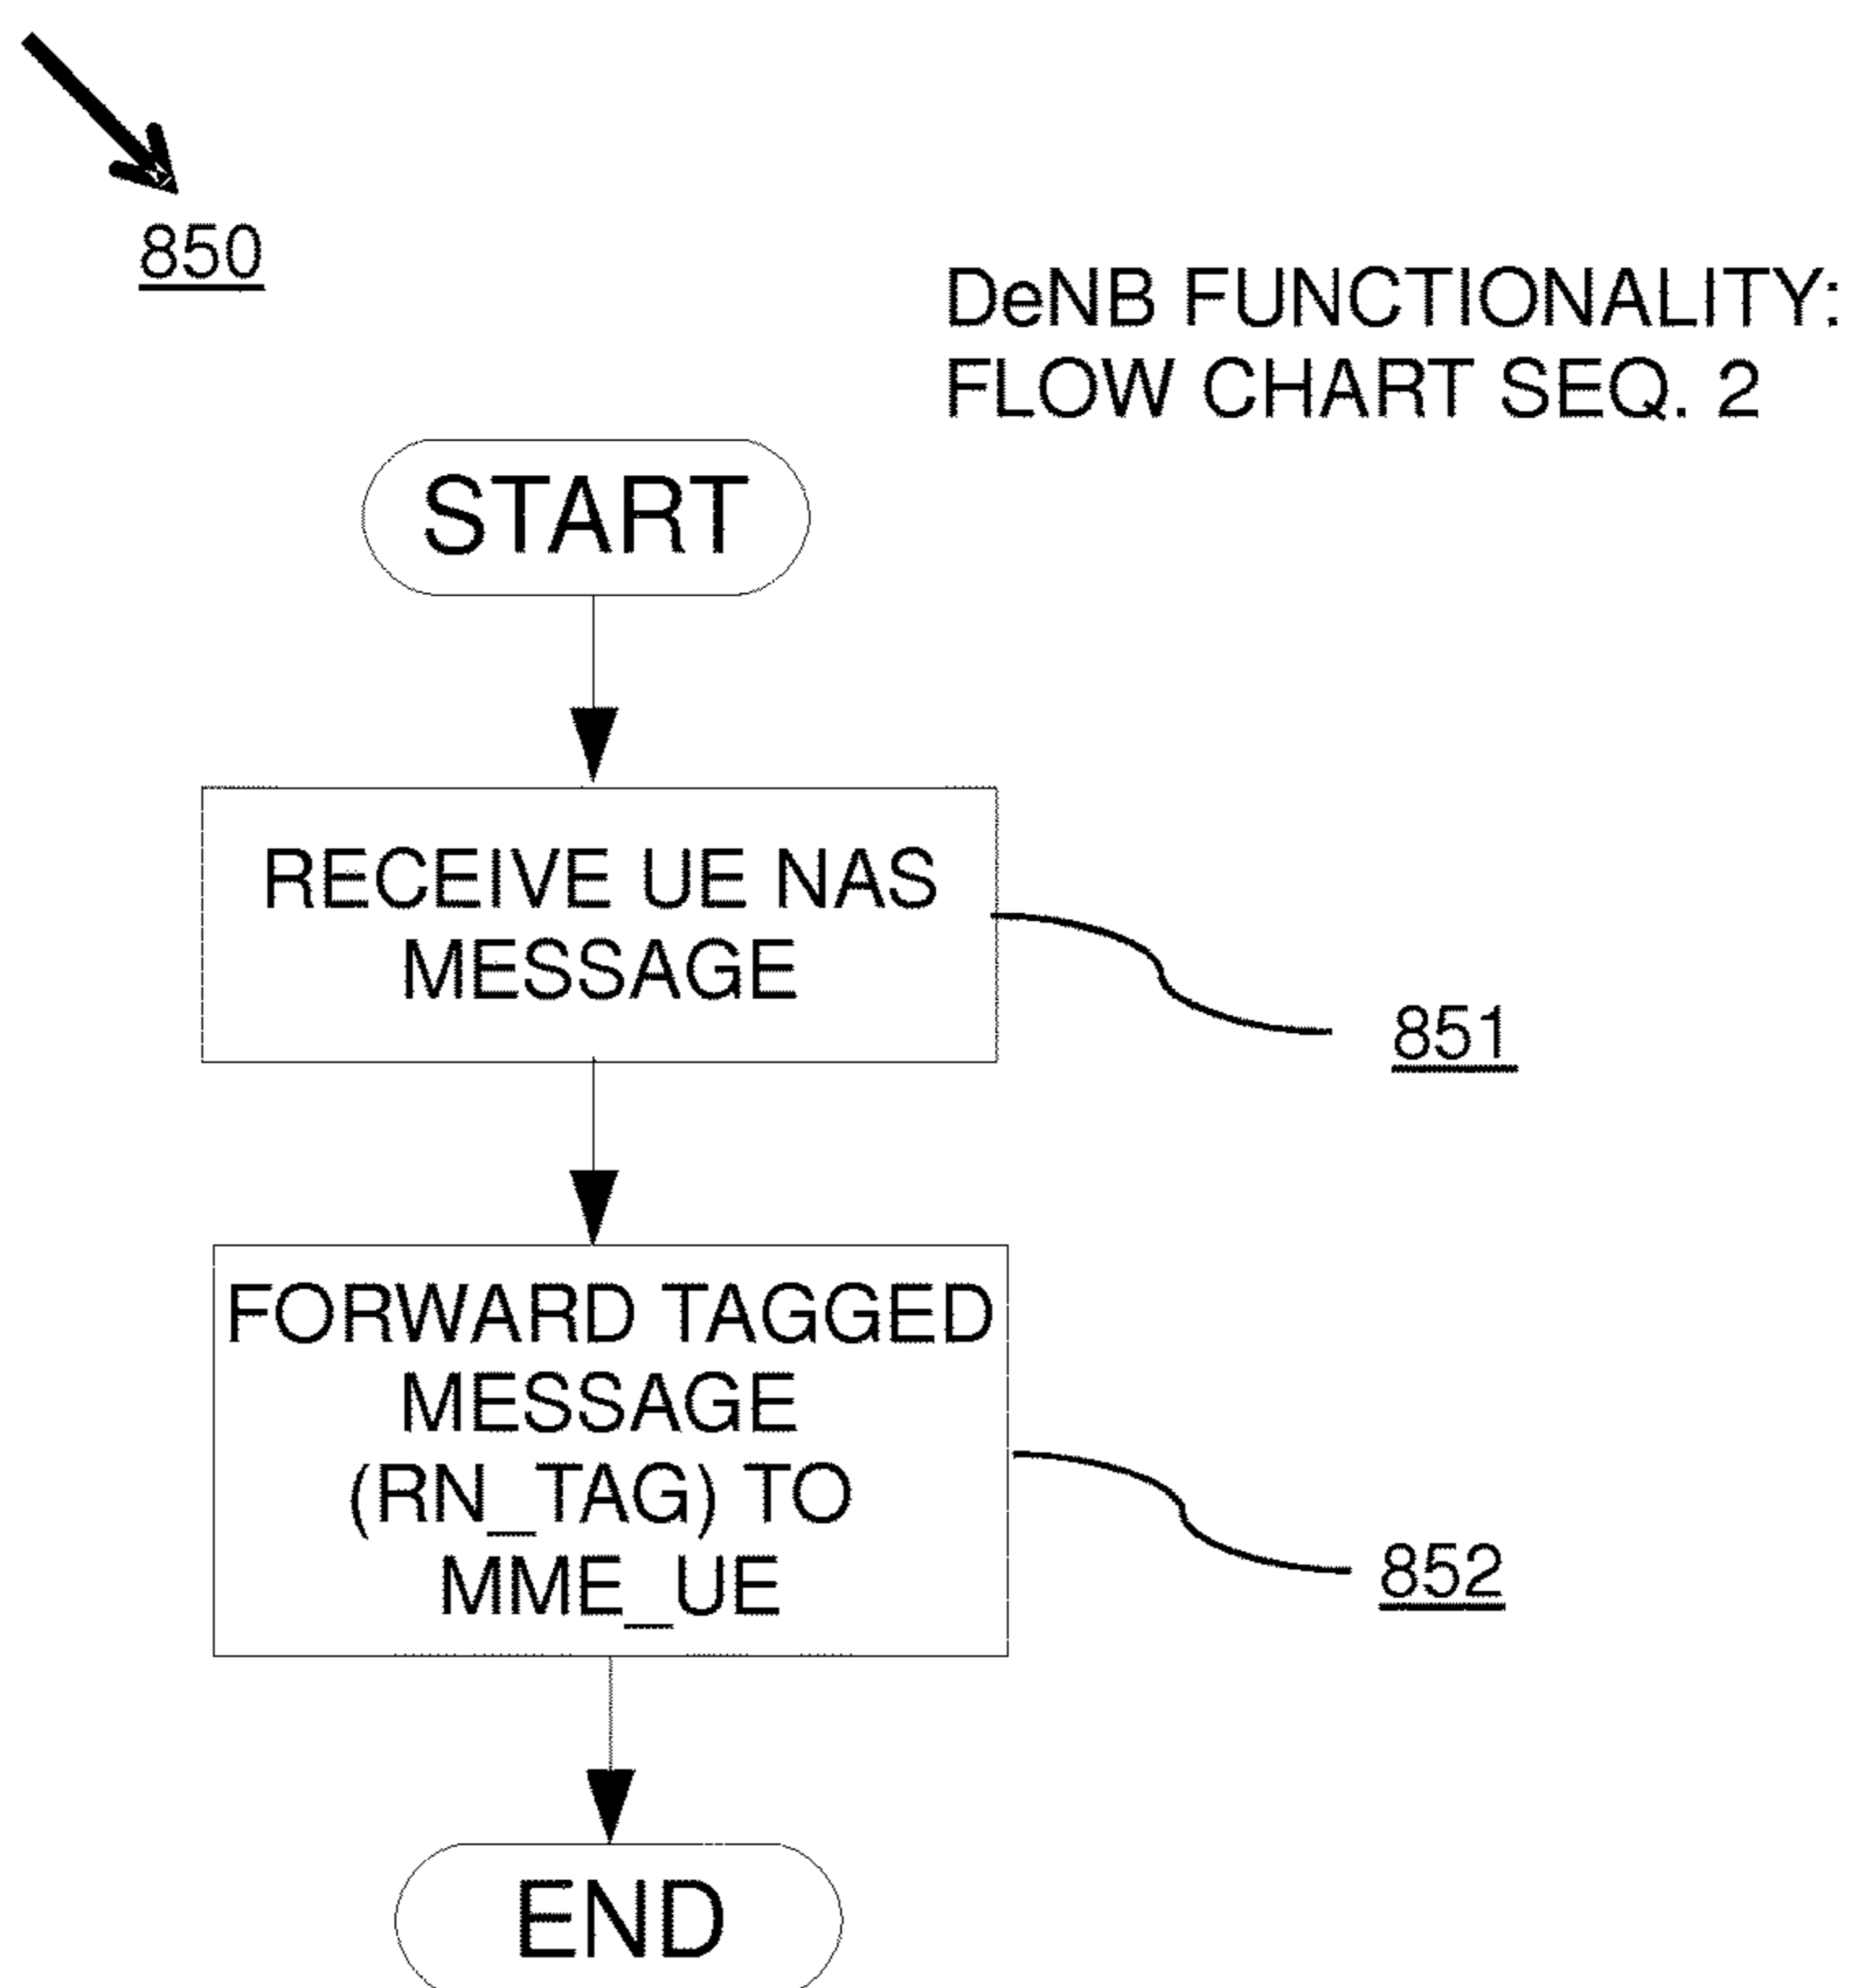 850
DeNB FUNCTIONALITY:
FLOW CHART SEQ. 2
START
RECEIVE UE NAS
MESSAGE
851
FORWARD TAGGED
MESSAGE
(RN_TAG) TO
MME_UE
852
END